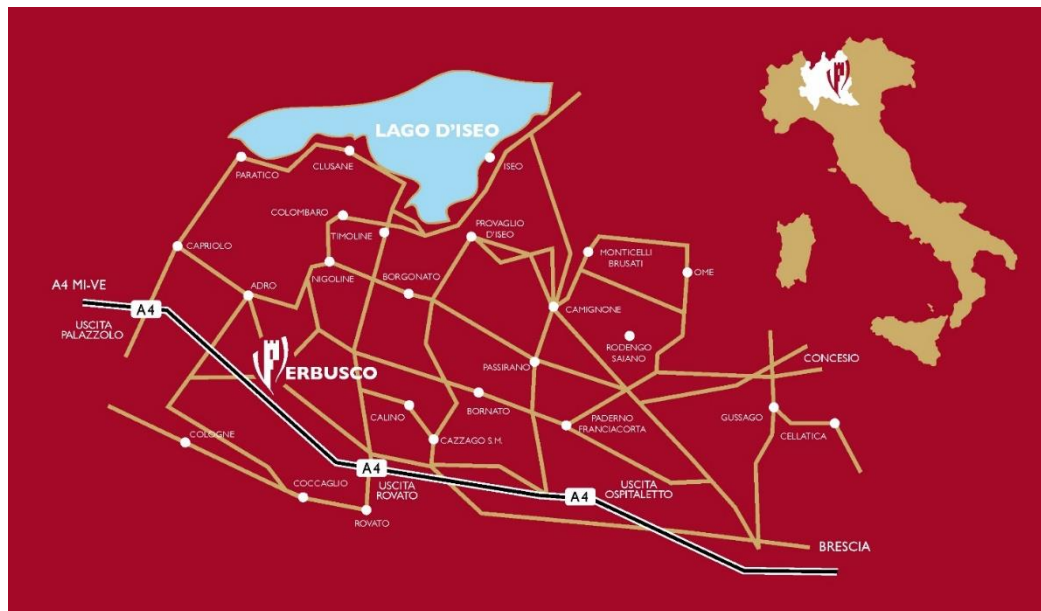 LAGO D'ISEO
PARATICO
CLUSANE
ISEO
COLOMBARO
TIMOLINE
PROVAGLIO
D'ISEO
CAPRIOLO
NIGOLINE
BORGONATO
MONTICELLI
BRUSATI
OME
A4 MI-VE
ADRO
A4
USCITA
PALAZZOLO
CAMIGNONE
RODENGO
SAIANO
ERBUSCO
PASSIRANO
CONCESIO
CALINO
BORNATO
PADERNO
FRANCIACORTA
GUSSAGO
CELLATICA
COLOGNE
CAZZAGO S.M.
A4
USCITA
ROVATO
COCCAGLIO
ROVATO
A4
USCITA
OSPITALETTO
BRESCIA